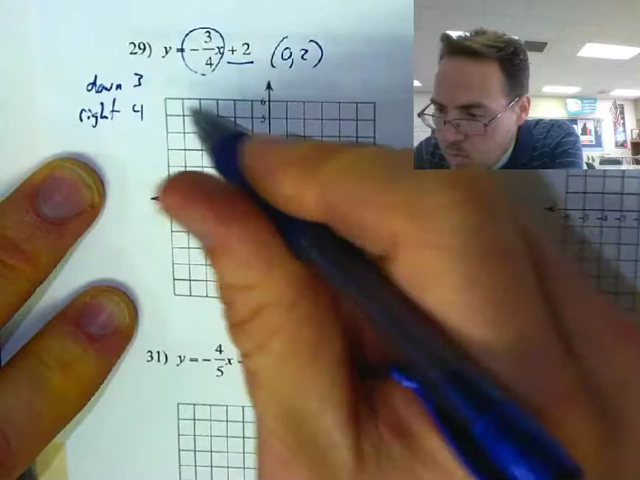 29) y = -3/4x + 2 (0,2)
down 3
right 4
6
5
31) y = -4/5x -